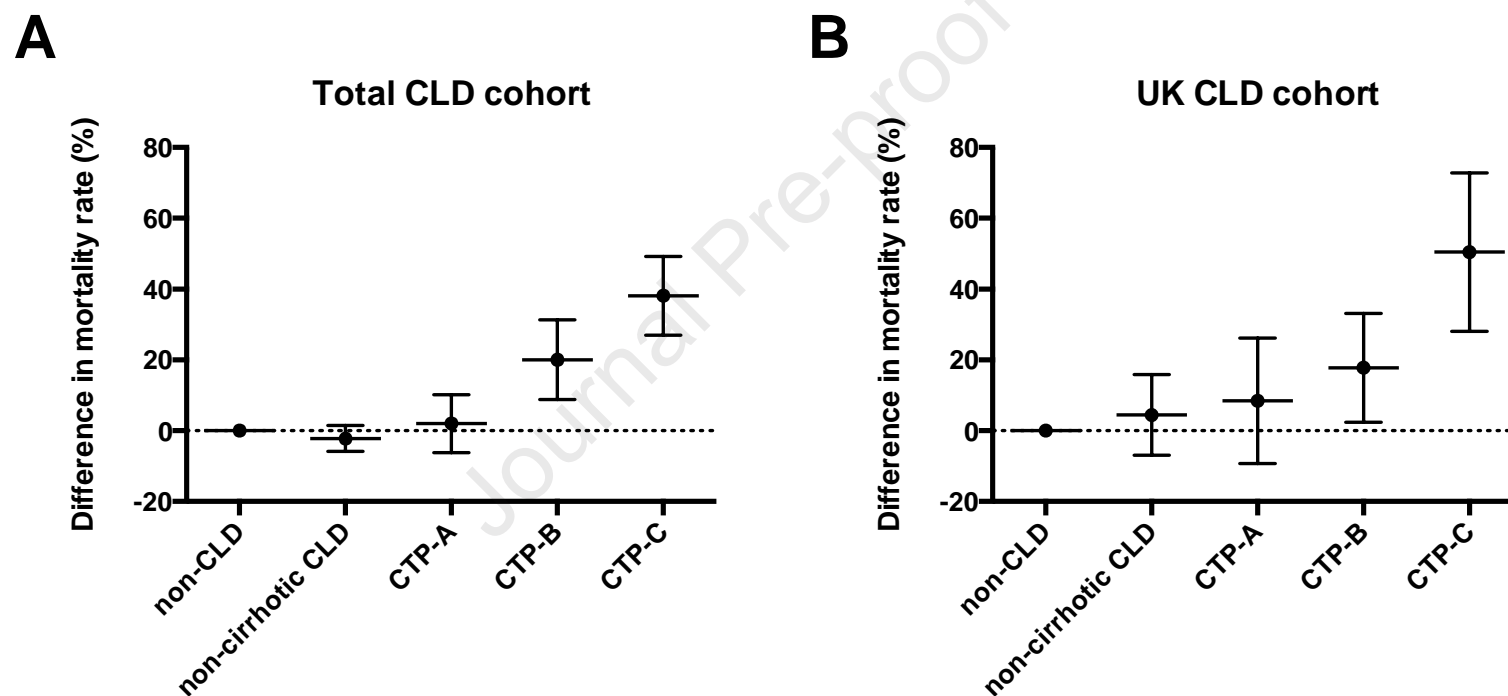 A
Total CLD cohort
Difference in mortality rate (%)
80
60
40
20
0
-20
non-CLD
non-cirrhotic CLD
CTP-A
CTP-B
CTP-C
B
UK CLD cohort
Difference in mortality rate (%)
80
60
40
20
0
-20
non-CLD
non-cirrhotic CLD
CTP-A
CTP-B
CTP-C
Journal Pre-proof